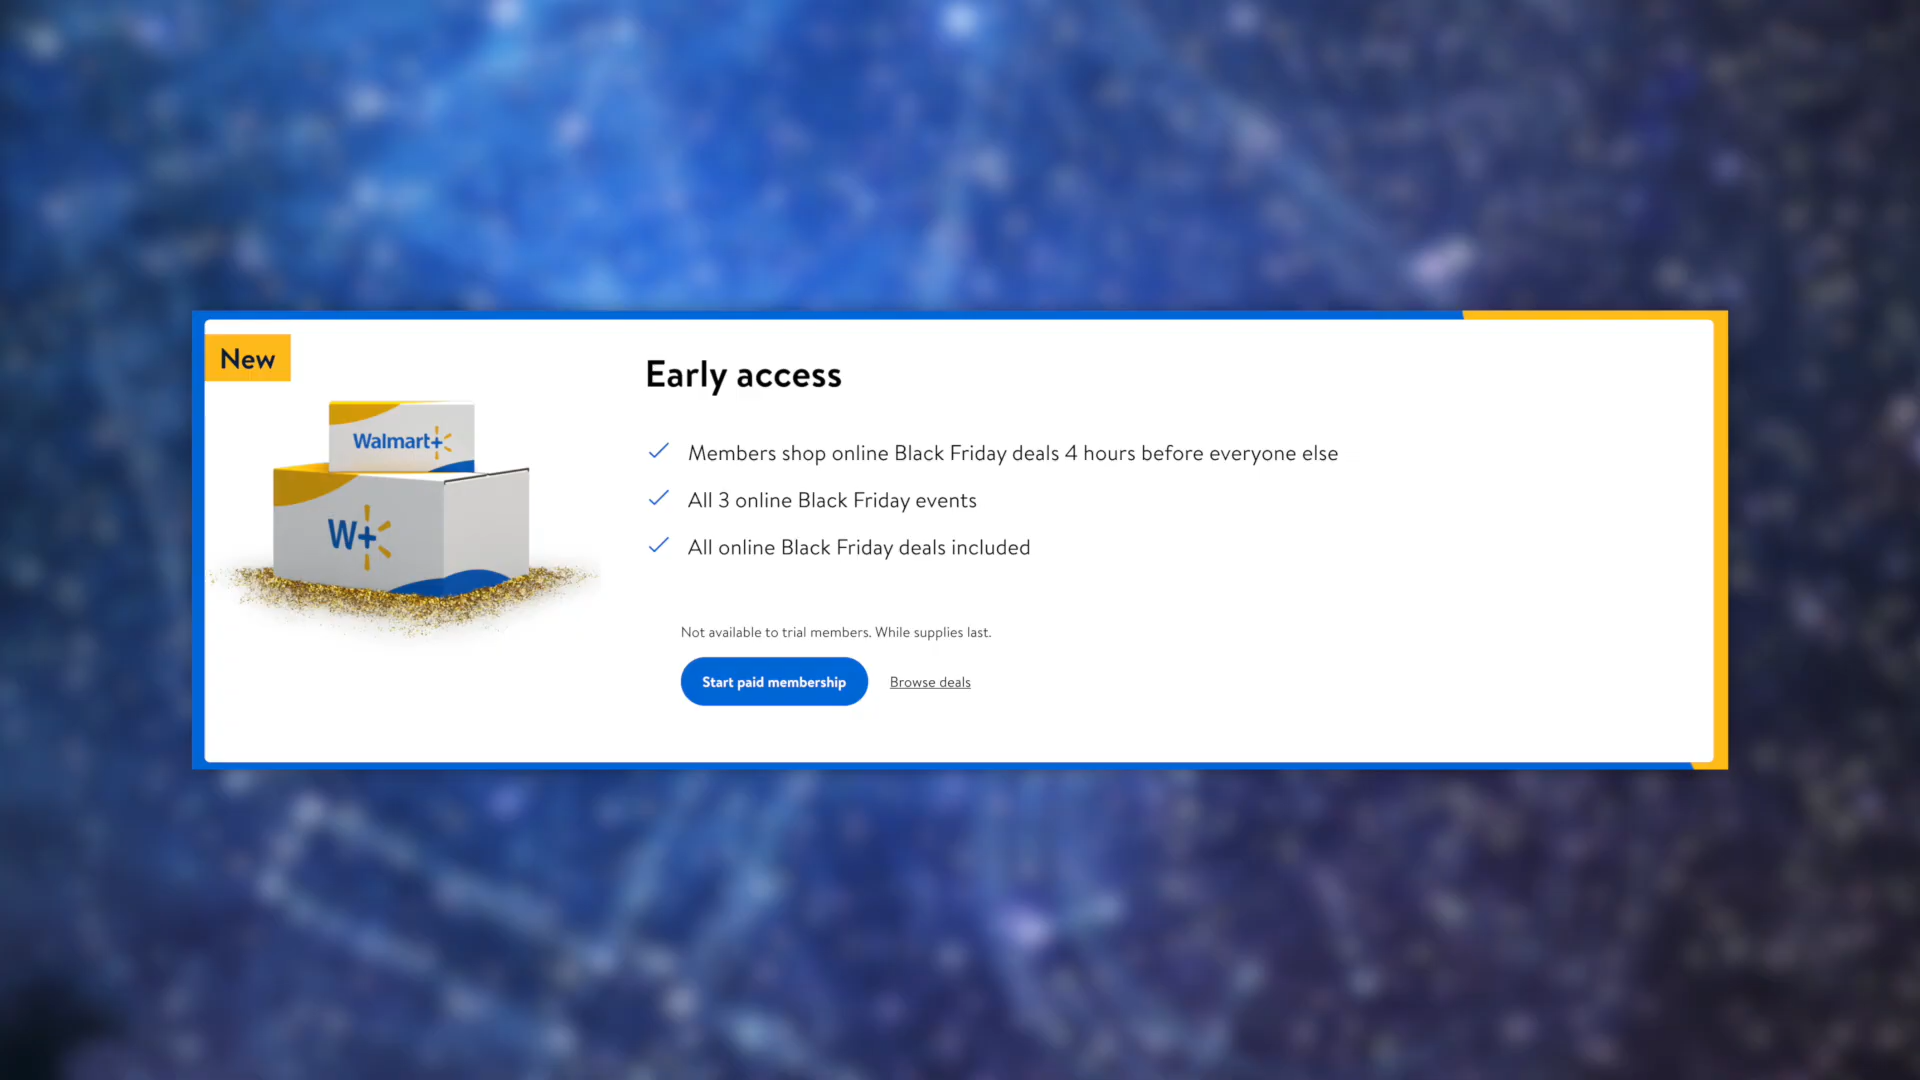 New
Walmart+
W+
Early access
Members shop online Black Friday deals 4 hours before everyone else
All 3 online Black Friday events
All online Black Friday deals included
Not available to trial members. While supplies last.
Start paid membership
Browse deals